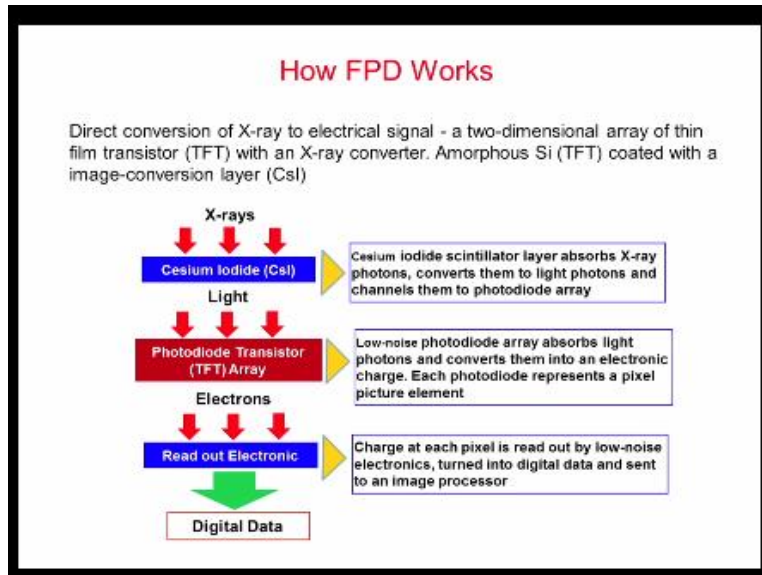 How FPD Works
Direct conversion of X-ray to electrical signal - a two-dimensional array of thin
film transistor (TFT) with an X-ray converter. Amorphous Si (TFT) coated with a
image-conversion layer (CsI)
X-rays
Cesium Iodide (CsI)
Cesium iodide scintillator layer absorbs X-ray
photons, converts them to light photons and
channels them to photodiode array
Light
Photodiode Transistor
(TFT) Array
Low-noise photodiode array absorbs light
photons and converts them into an electronic
charge. Each photodiode represents a pixel
picture element
Electrons
Read out Electronic
Charge at each pixel is read out by low-noise
electronics, turned into digital data and sent
to an image processor
Digital Data